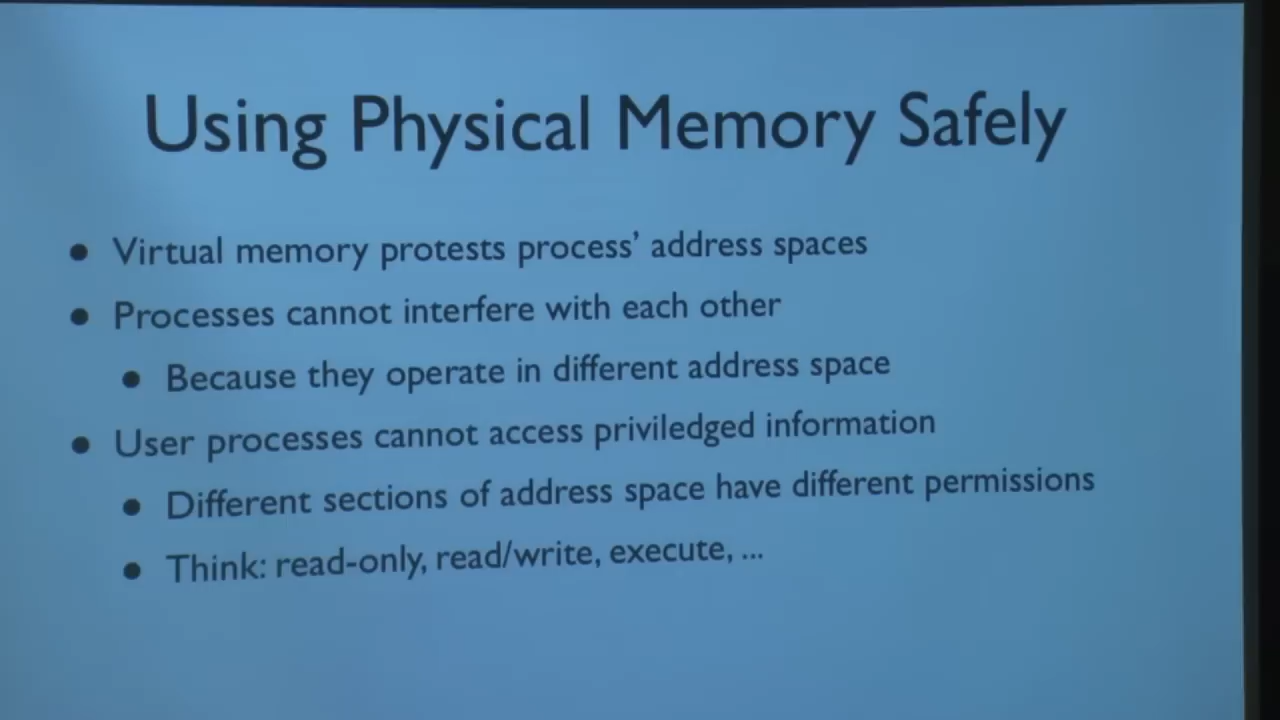 Using Physical Memory Safely
● Virtual memory protests process' address spaces
● Processes cannot interfere with each other
● Because they operate in different address space
● User processes cannot access priviledged information
● Different sections of address space have different permissions
● Think: read-only, read/write, execute, ...